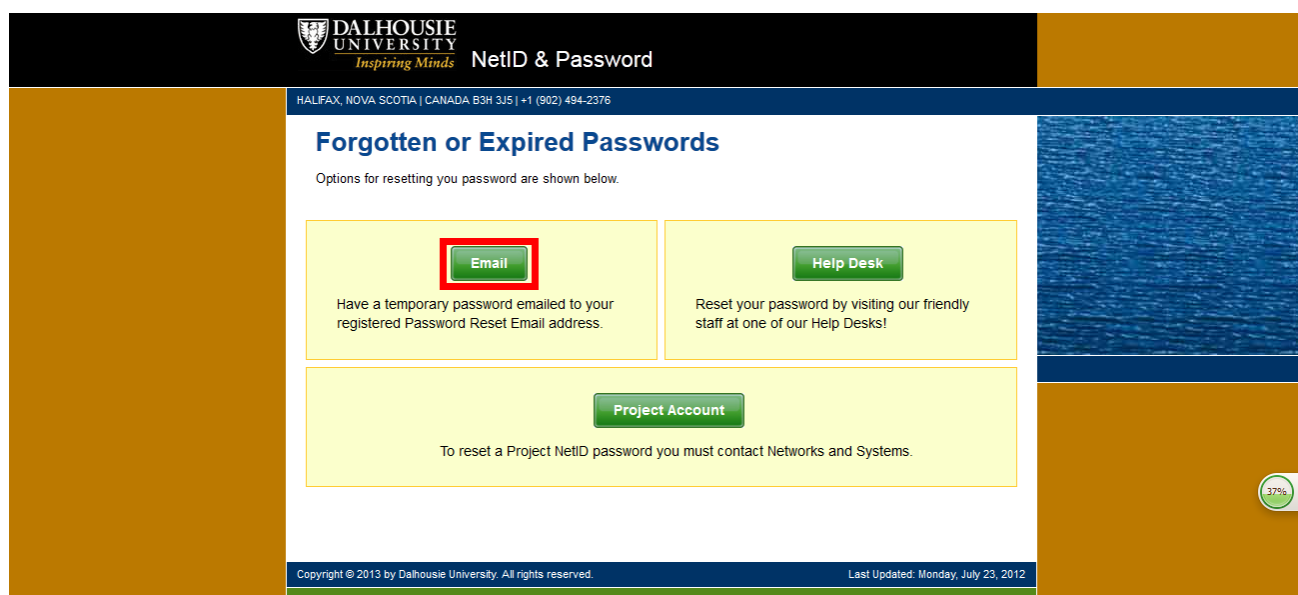 DALHOUSIE
UNIVERSITY
Inspiring Minds
NetID & Password
HALIFAX, NOVA SCOTIA | CANADA B3H 3J5 | +1 (902) 494-2376
Forgotten or Expired Passwords
Options for resetting you password are shown below.
Email
Have a temporary password emailed to your
registered Password Reset Email address.
Help Desk
Reset your password by visiting our friendly
staff at one of our Help Desks!
Project Account
To reset a Project NetID password you must contact Networks and Systems.
37%
Copyright © 2013 by Dalhousie University. All rights reserved.
Last Updated: Monday, July 23, 2012